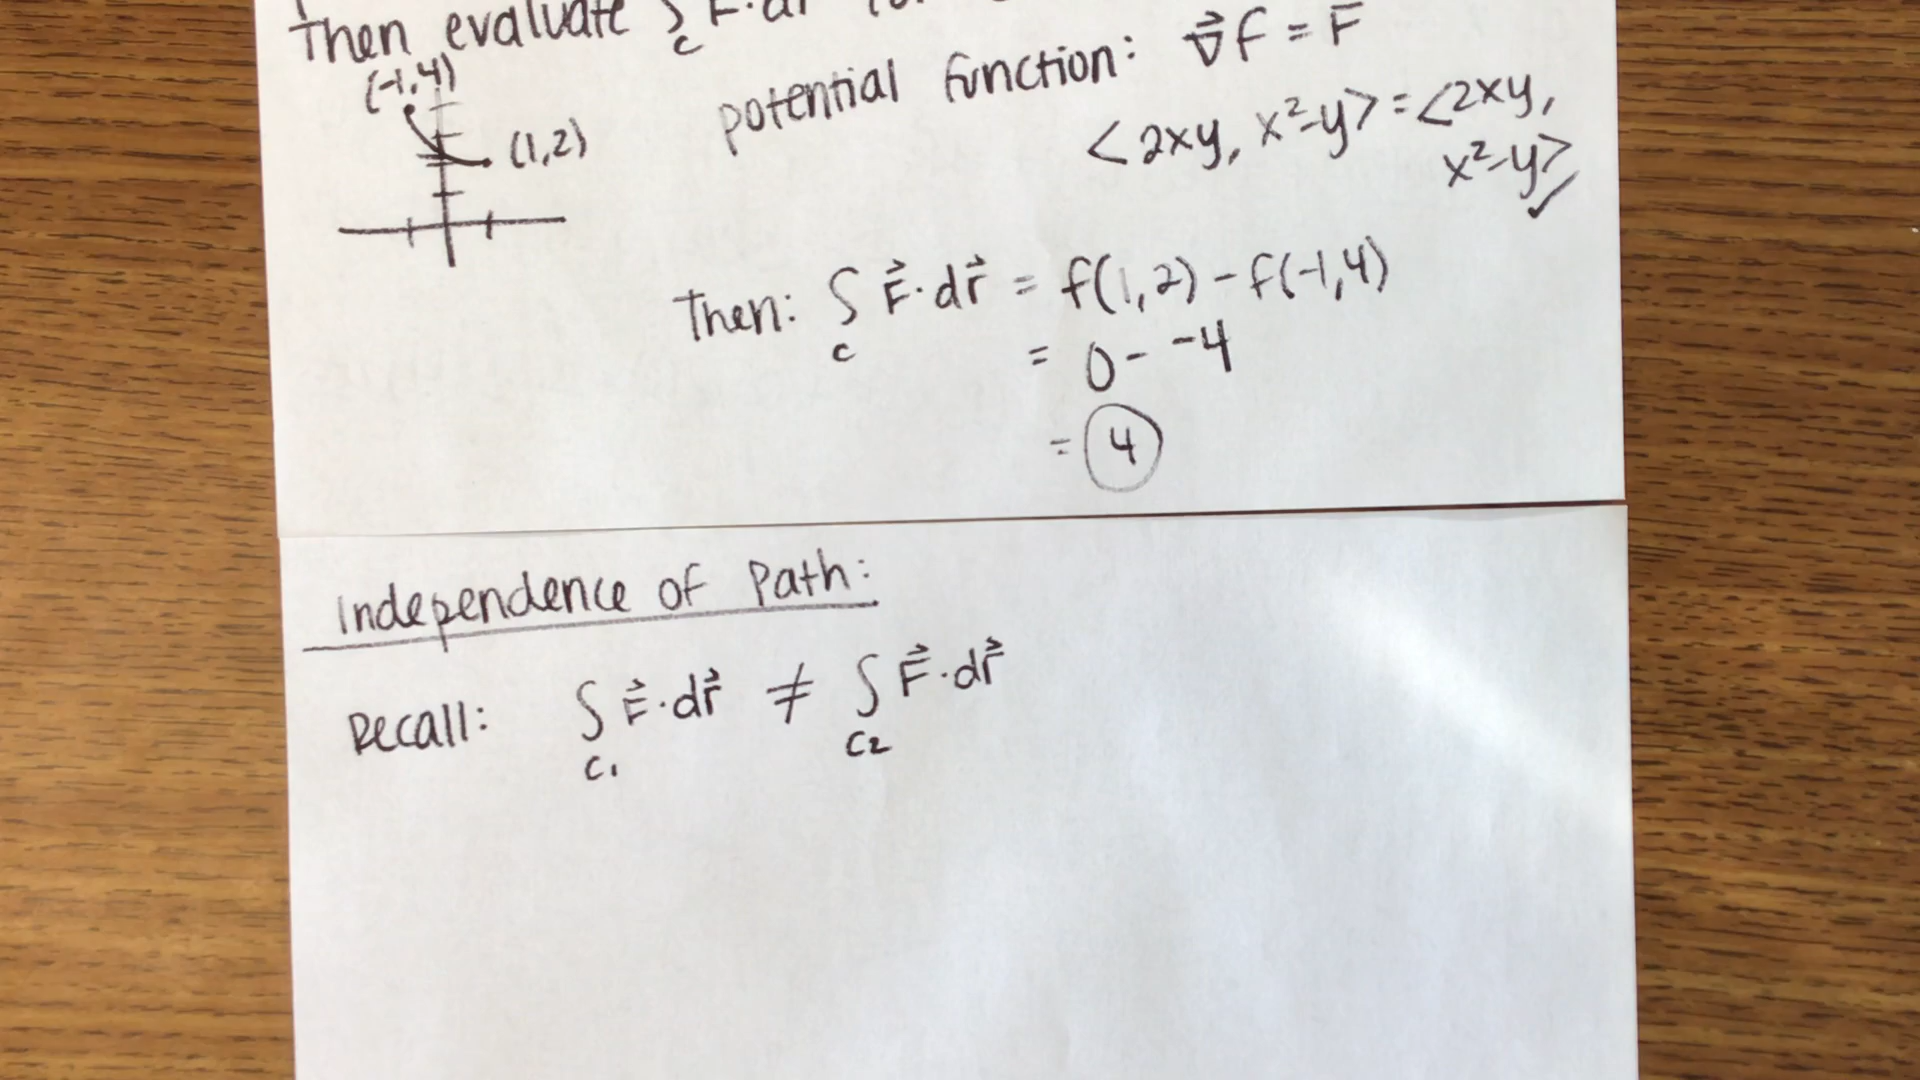 Then evaluate ∫ F·dr
C
(-1,4)
(1,2)
potential function: ∇⃗f = F
<2xy, x²-y> = <2xy,
x²-y> ✓
Then: ∫ F⃗·dr⃗ = f(1,2) - f(-1,4)
C
= 0 - -4
= 4
Independence of Path:
Recall: ∫ F⃗·dr⃗ ≠ ∫ F⃗·dr⃗
C1 C2